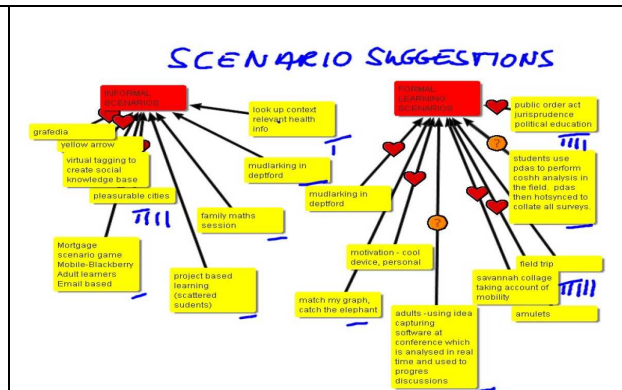 SCENARIO SUGGESTIONS
INFORMAL
SCENARIOS
look up context
relevant health
info
grafedia
yellow arrow
virtual tagging to
create social
knowledge base
mudlarking in
deptford
pleasurable cities
family maths
session
Mortgage
scenario game
Mobile-Blackberry
Adult learners
Email based
project based
learning
(scattered
sudents)
FORMAL
LEARNING
SCENARIOS
public order act
jurisprudence
political education
?
students use
pdas to perform
coshh analysis in
the field. pdas
then hotsynced to
collate all surveys.
mudlarking in
deptford
?
motivation - cool
device, personal
field trip
savannah collage
taking account of
mobility
match my graph,
catch the elephant
amulets
adults -using idea
capturing
software at
conference which
is analysed in real
time and used to
progres
discussions